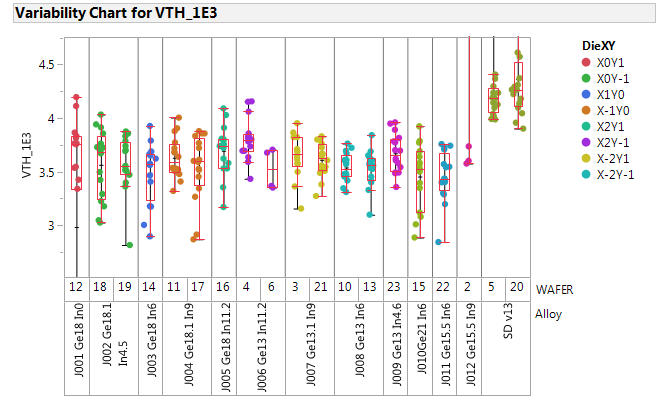 Variability Chart for VTH_1E3
DieXY
X0Y1
X0Y-1
X1Y0
X-1Y0
X2Y1
X2Y-1
X-2Y1
X-2Y-1
VTH_1E3
4.5
4
3.5
3
12 18 19 14 11 17 16 4 6 3 21 10 13 23 15 22 2 5 20
WAFER
J001 Ge18 In0
J002 Ge18.1
In4.5
J003 Ge18 In6
J004 Ge18.1 In9
J005 Ge18 In11.2
J006 Ge13 In11.2
J007 Ge13.1 In9
J008 Ge13 In6
J009 Ge13 In4.6
J010Ge21 In6
J011 Ge15.5 In6
J012 Ge15.5 In9
SD v13
Alloy